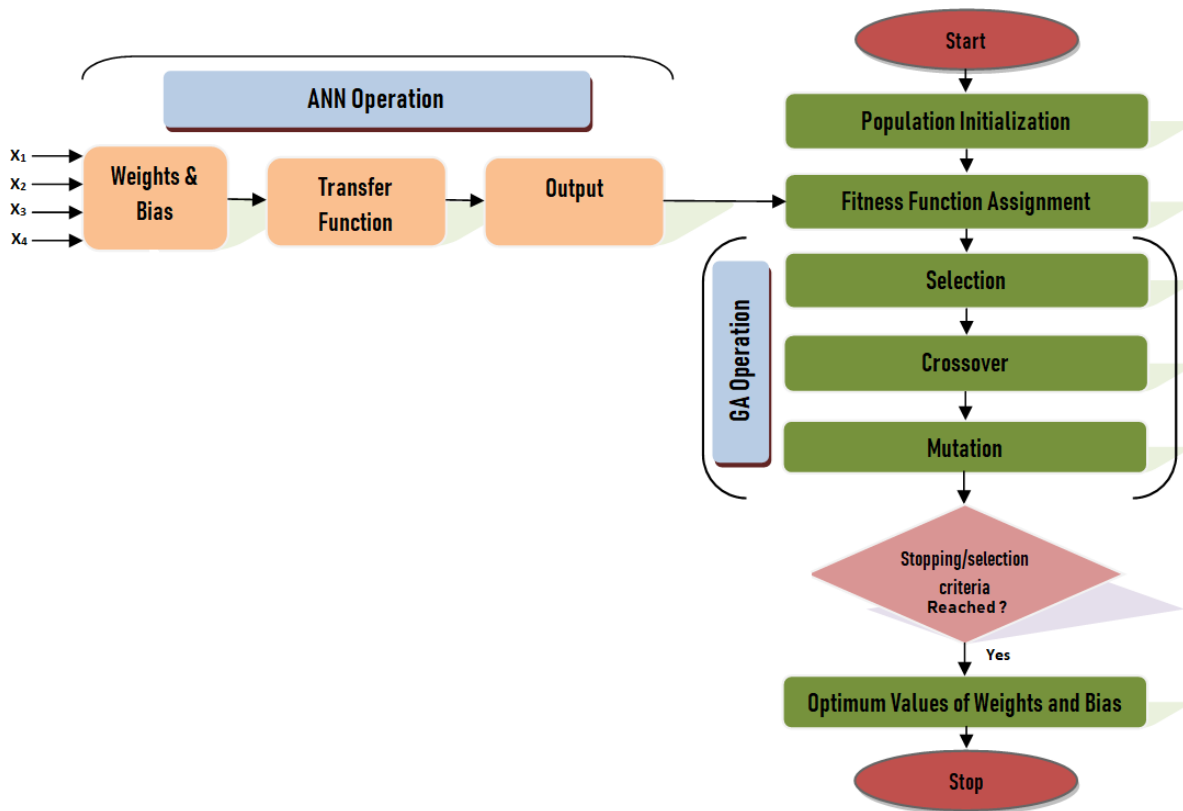 Start
ANN Operation
Population Initialization
X1
X2
X3
X4
Weights &
Bias
Transfer
Function
Output
Fitness Function Assignment
GA Operation
Selection
Crossover
Mutation
Stopping/selection
criteria
Reached ?
Yes
Optimum Values of Weights and Bias
Stop